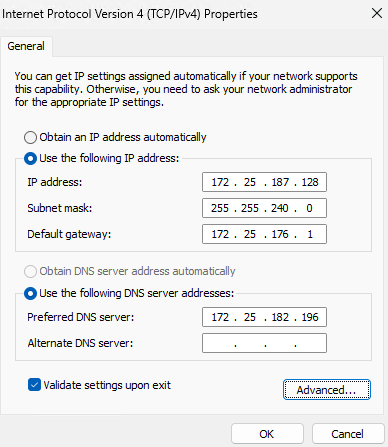 Internet Protocol Version 4 (TCP/IPv4) Properties
General
You can get IP settings assigned automatically if your network supports
this capability. Otherwise, you need to ask your network administrator
for the appropriate IP settings.
Obtain an IP address automatically
Use the following IP address:
IP address: 172 . 25 . 187 . 128
Subnet mask: 255 . 255 . 240 . 0
Default gateway: 172 . 25 . 176 . 1
Obtain DNS server address automatically
Use the following DNS server addresses:
Preferred DNS server: 172 . 25 . 182 . 196
Alternate DNS server: . . .
Validate settings upon exit
Advanced...
OK Cancel